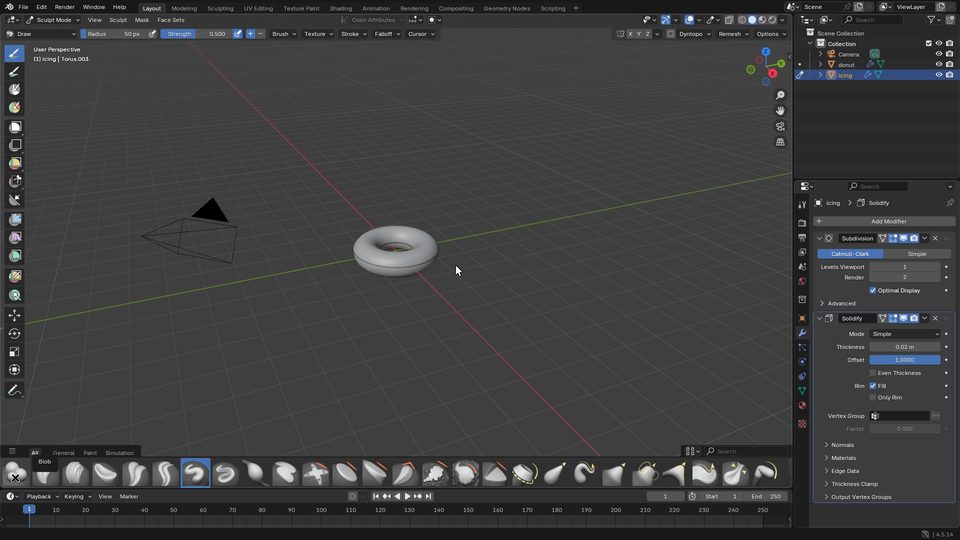 File Edit Render Window Help Layout Modeling Sculpting UV Editing Texture Paint Shading Animation Rendering Compositing Geometry Nodes Scripting Scene ViewLayer
Sculpt Mode View Sculpt Mask Face Sets Color Attributes Search
Draw Radius 50 px Strength 0.500 Brush Texture Stroke Falloff Cursor X Y Z Dyntopo Remesh Options
User Perspective
(1) Icing | Torus.003
Z
Y
X
Scene Collection
Collection
Camera
donut
Icing
Search
Icing Solidify
Add Modifier
Subdivision
Catmull-Clark Simple
Levels Viewport 1
Render 2
Optimal Display
Advanced
Solidify
Mode Simple
Thickness 0.02 m
Offset 1.0000
Even Thickness
Rim Fill
Only Rim
Vertex Group
Factor 0.000
Normals
Materials
Edge Data
Thickness Clamp
Output Vertex Groups
All General Paint Simulation Search
Blob
Playback Keying View Marker 1 Start 1 End 250
1 10 20 30 40 50 60 70 80 90 100 110 120 130 140 150 160 170 180 190 200 210 220 230 240 250
4.5.14